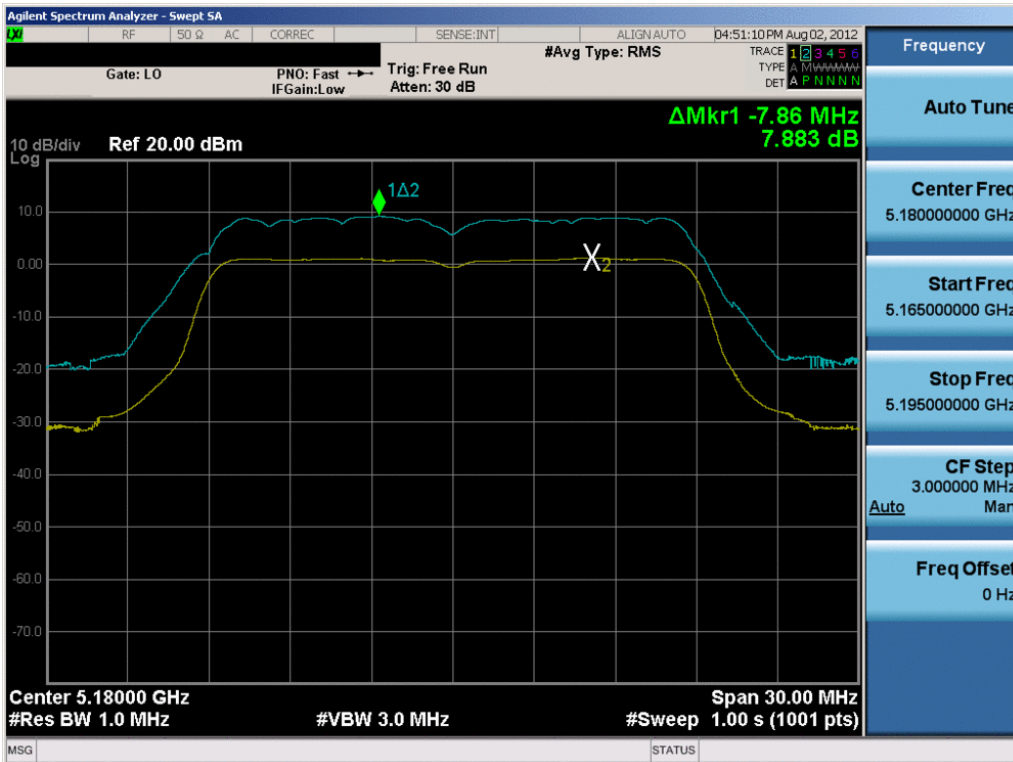 Agilent Spectrum Analyzer - Swept SA
LXI RF 50 Ω AC CORREC SENSE:INT ALIGNAUTO 04:51:10 PM Aug 02, 2012
#Avg Type: RMS TRACE 1 2 3 4 5 6
Gate: LO PNO: Fast Trig: Free Run TYPE A MWWWWW
IFGain:Low Atten: 30 dB DET A P N N N N
ΔMkr1 -7.86 MHz
10 dB/div Ref 20.00 dBm 7.883 dB
Log
1Δ2
10.0
0.00
X2
-10.0
-20.0
-30.0
-40.0
-50.0
-60.0
-70.0
Center 5.18000 GHz Span 30.00 MHz
#Res BW 1.0 MHz #VBW 3.0 MHz #Sweep 1.00 s (1001 pts)
MSG STATUS
Frequency
Auto Tune
Center Freq
5.180000000 GHz
Start Freq
5.165000000 GHz
Stop Freq
5.195000000 GHz
CF Step
3.000000 MHz
Auto Man
Freq Offset
0 Hz